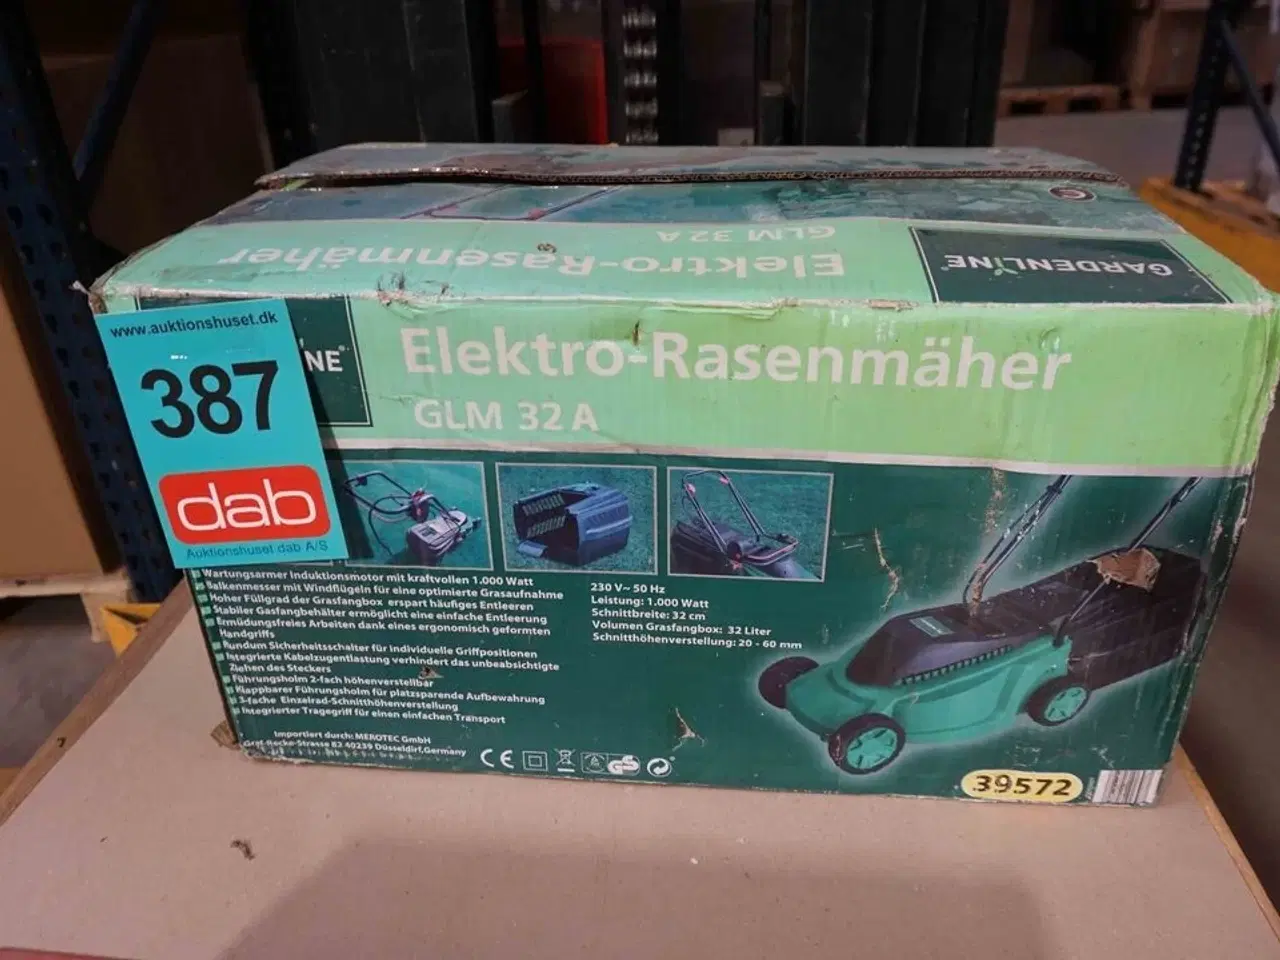 GARDENLINE
GLM 32 A
Elektro-Rasenmäher
www.auktionshuset.dk
387
dab
Auktionshuset dab A/S
NE
Elektro-Rasenmäher
GLM 32 A
Wartungsarmer Induktionsmotor mit kraftvollen 1.000 Watt
Balkenmesser mit Windflügeln für eine optimierte Grasaufnahme
Hoher Füllgrad der Grasfangbox erspart häufiges Entleeren
Stabiler Gasfangbehälter ermöglicht eine einfache Entleerung
Ermüdungsfreies Arbeiten dank eines ergonomisch geformten
Handgriffs
Rundum Sicherheitsschalter für individuelle Griffpositionen
Integrierte Kabelzugentlastung verhindert das unbeabsichtigte
Ziehen des Steckers
Führungsholm 2-fach höhenverstellbar
Klappbarer Führungsholm für platzsparende Aufbewahrung
3-fache Einzelrad-Schnitthöhenverstellung
Integrierter Tragegriff für einen einfachen Transport
230 V~ 50 Hz
Leistung: 1.000 Watt
Schnittbreite: 32 cm
Volumen Grasfangbox: 32 Liter
Schnitthöhenverstellung: 20 - 60 mm
Importiert durch: MEROTEC GmbH
Graf-Recke-Strasse 82 40239 Düsseldirf,Germany
CE
39572